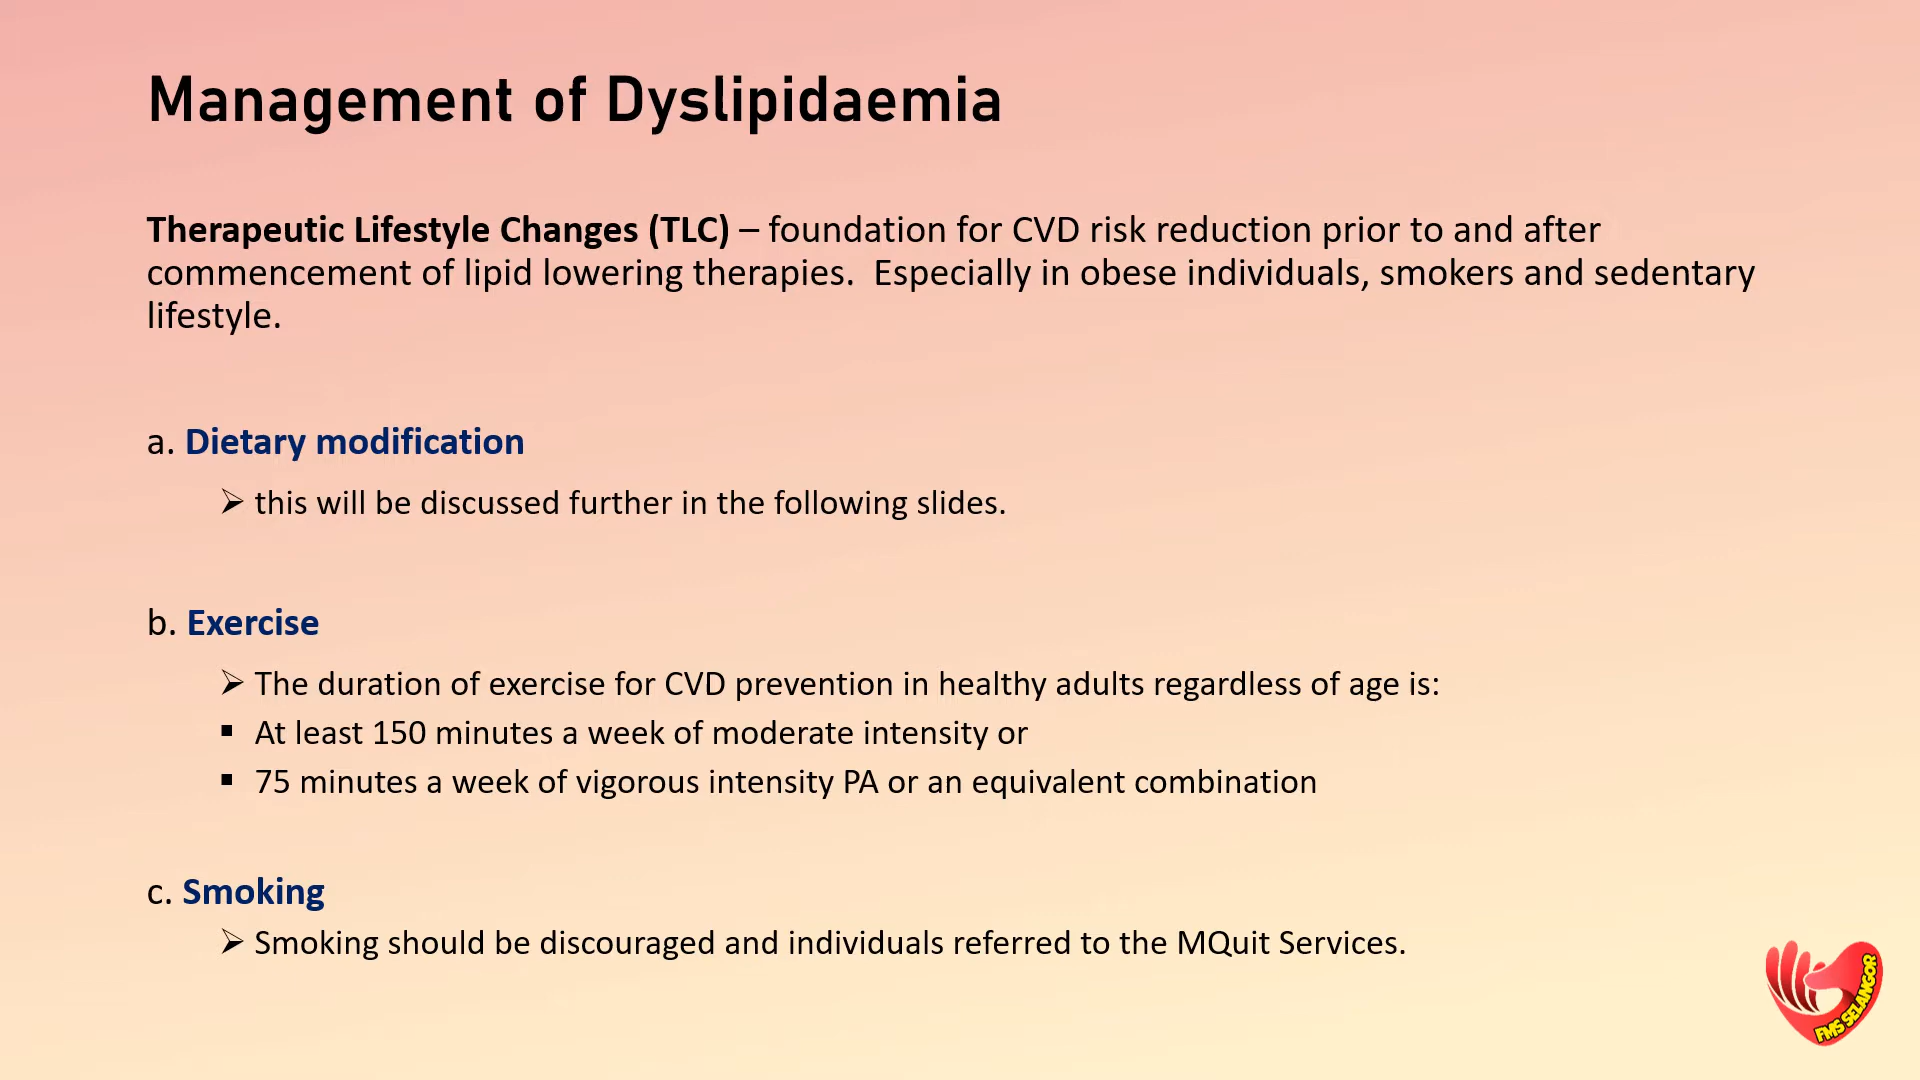 Management of Dyslipidaemia
Therapeutic Lifestyle Changes (TLC) – foundation for CVD risk reduction prior to and after
commencement of lipid lowering therapies.  Especially in obese individuals, smokers and sedentary
lifestyle.
a. Dietary modification
➢ this will be discussed further in the following slides.
b. Exercise
➢ The duration of exercise for CVD prevention in healthy adults regardless of age is:
▪ At least 150 minutes a week of moderate intensity or
▪ 75 minutes a week of vigorous intensity PA or an equivalent combination
c. Smoking
➢ Smoking should be discouraged and individuals referred to the MQuit Services.
FMS SELANGOR